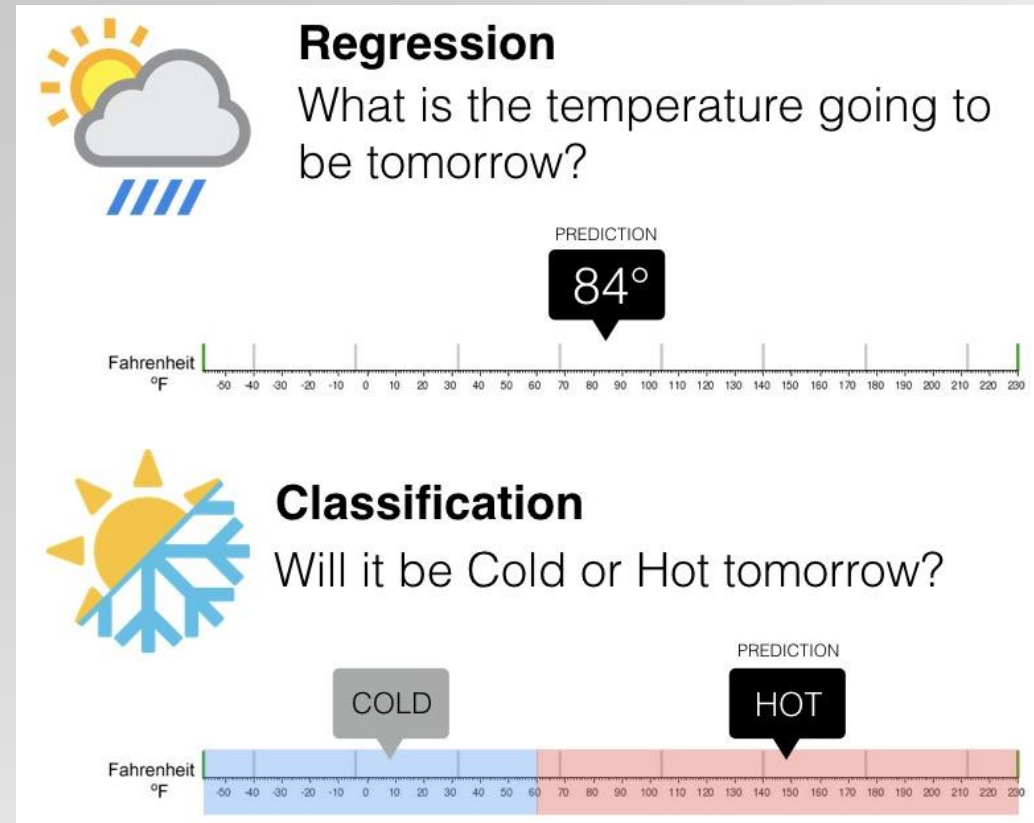 Regression
What is the temperature going to
be tomorrow?
PREDICTION
84°
Fahrenheit
°F
-50 -40 -30 -20 -10 0 10 20 30 40 50 60 70 80 90 100 110 120 130 140 150 160 170 180 190 200 210 220 230
Classification
Will it be Cold or Hot tomorrow?
PREDICTION
COLD
HOT
Fahrenheit
°F
-50 -40 -30 -20 -10 0 10 20 30 40 50 60 70 80 90 100 110 120 130 140 150 160 170 180 190 200 210 220 230